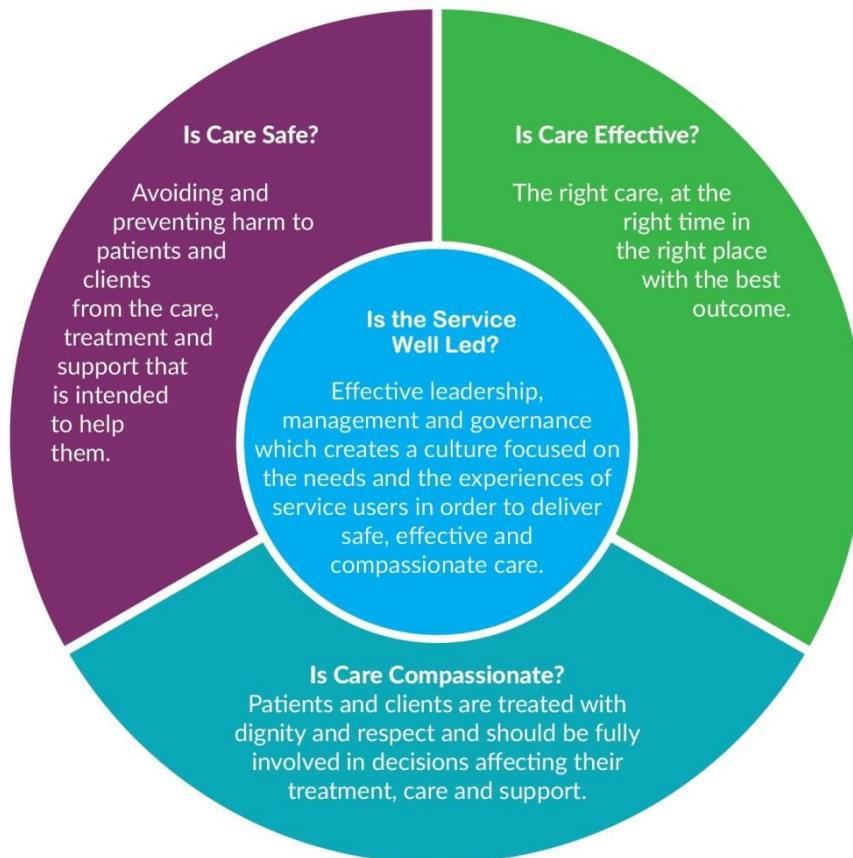 Is Care Safe?
Avoiding and
preventing harm to
patients and
clients
from the care,
treatment and
support that
is intended
to help
them.
Is Care Effective?
The right care, at the
right time in
the right place
with the best
outcome.
Is the Service
Well Led?
Effective leadership,
management and governance
which creates a culture focused on
the needs and the experiences of
service users in order to deliver
safe, effective and
compassionate care.
Is Care Compassionate?
Patients and clients are treated with
dignity and respect and should be fully
involved in decisions affecting their
treatment, care and support.